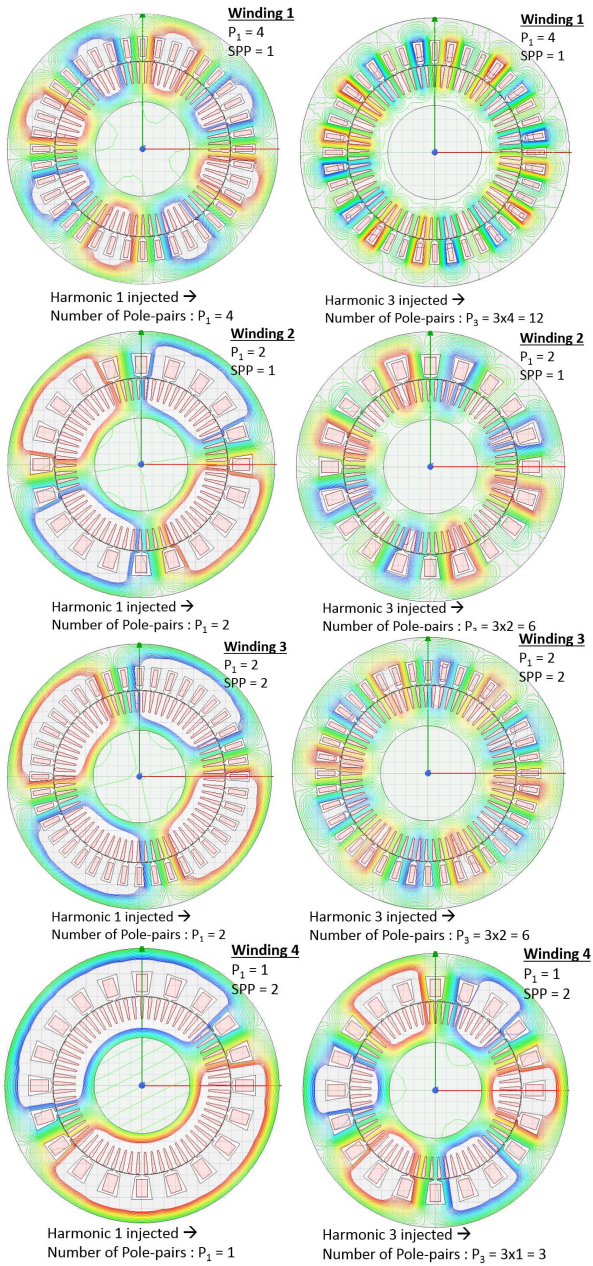 Winding 1
P₁ = 4
SPP = 1
Harmonic 1 injected →
Number of Pole-pairs : P₁ = 4
Winding 1
P₁ = 4
SPP = 1
Harmonic 3 injected →
Number of Pole-pairs : P₃ = 3x4 = 12
Winding 2
P₁ = 2
SPP = 1
Harmonic 1 injected →
Number of Pole-pairs : P₁ = 2
Winding 2
P₁ = 2
SPP = 1
Harmonic 3 injected →
Number of Pole-pairs : P₃ = 3x2 = 6
Winding 3
P₁ = 2
SPP = 2
Harmonic 1 injected →
Number of Pole-pairs : P₁ = 2
Winding 3
P₁ = 2
SPP = 2
Harmonic 3 injected →
Number of Pole-pairs : P₃ = 3x2 = 6
Winding 4
P₁ = 1
SPP = 2
Harmonic 1 injected →
Number of Pole-pairs : P₁ = 1
Winding 4
P₁ = 1
SPP = 2
Harmonic 3 injected →
Number of Pole-pairs : P₃ = 3x1 = 3